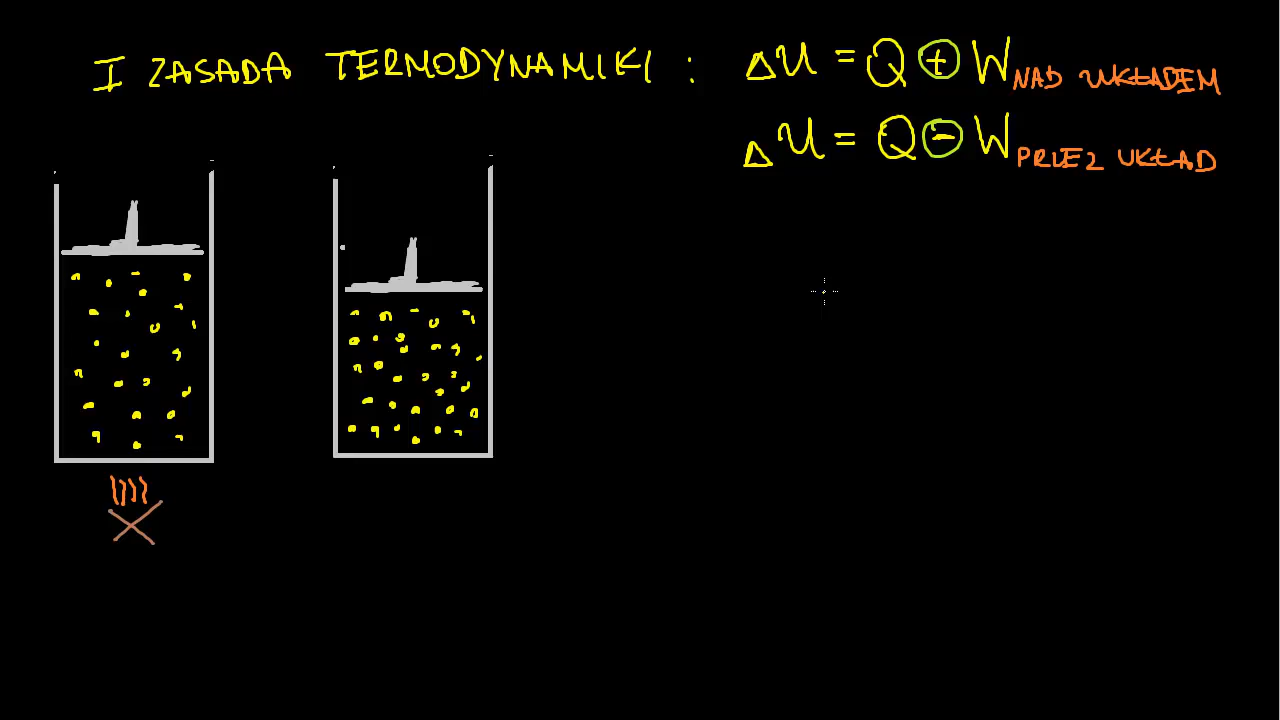 I ZASADA TERMODYNAMIKI : ΔU = Q + W NAD UKŁADEM
ΔU = Q - W PRZEZ UKŁAD